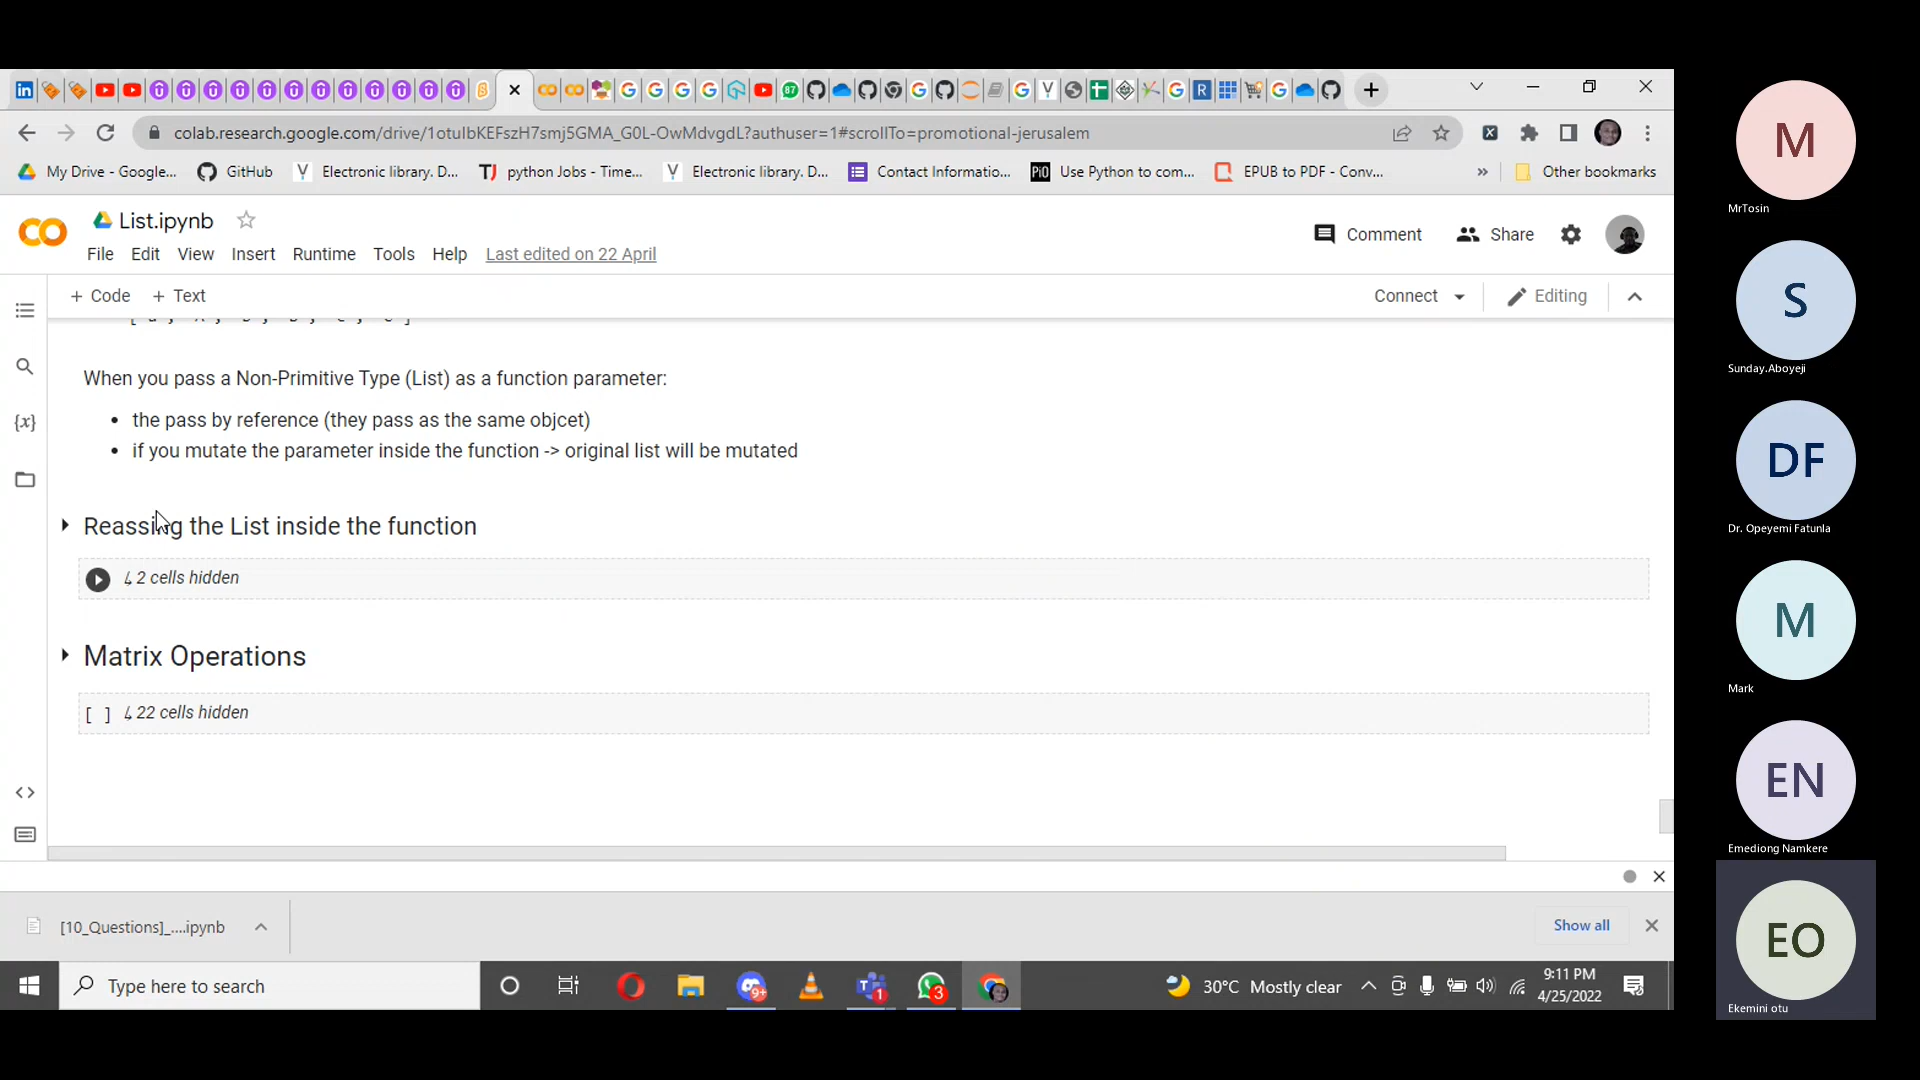 colab.research.google.com/drive/1otulbKEFszH7smj5GMA_G0L-OwMdvgdL?authuser=1#scrollTo=promotional-jerusalem
My Drive - Google...
GitHub
Electronic library. D...
TJ
python Jobs - Time...
Electronic library. D...
Contact Informatio...
PiO
Use Python to com...
EPUB to PDF - Conv...
»
Other bookmarks
List.ipynb
File Edit View Insert Runtime Tools Help Last edited on 22 April
Comment
Share
+ Code + Text
Connect
Editing
When you pass a Non-Primitive Type (List) as a function parameter:
• the pass by reference (they pass as the same objcet)
• if you mutate the parameter inside the function -> original list will be mutated
Reassing the List inside the function
2 cells hidden
Matrix Operations
[ ] 22 cells hidden
[10_Questions]_....ipynb
Show all
Type here to search
9+
1
3
30°C Mostly clear
9:11 PM
4/25/2022
M
MrTosin
S
Sunday.Aboyeji
DF
Dr. Opeyemi Fatunla
M
Mark
EN
Emediong Namkere
EO
Ekemini otu